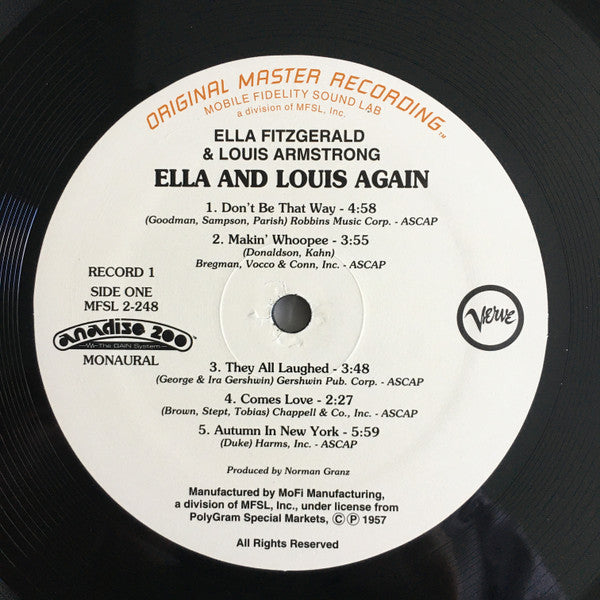 ORIGINAL MASTER RECORDING™
MOBILE FIDELITY SOUND LAB
a division of MFSL, Inc.
ELLA FITZGERALD
& LOUIS ARMSTRONG
ELLA AND LOUIS AGAIN
1. Don't Be That Way - 4:58
(Goodman, Sampson, Parish) Robbins Music Corp. - ASCAP
2. Makin' Whoopee - 3:55
(Donaldson, Kahn)
Bregman, Vocco & Conn, Inc. - ASCAP
RECORD 1
SIDE ONE
MFSL 2-248
anadisc 200™
The GAIN System™
MONAURAL
Verve
3. They All Laughed - 3:48
(George & Ira Gershwin) Gershwin Pub. Corp. - ASCAP
4. Comes Love - 2:27
(Brown, Stept, Tobias) Chappell & Co., Inc. - ASCAP
5. Autumn In New York - 5:59
(Duke) Harms, Inc. - ASCAP
Produced by Norman Granz
Manufactured by MoFi Manufacturing,
a division of MFSL, Inc., under license from
PolyGram Special Markets, Ⓒ Ⓟ 1957
All Rights Reserved